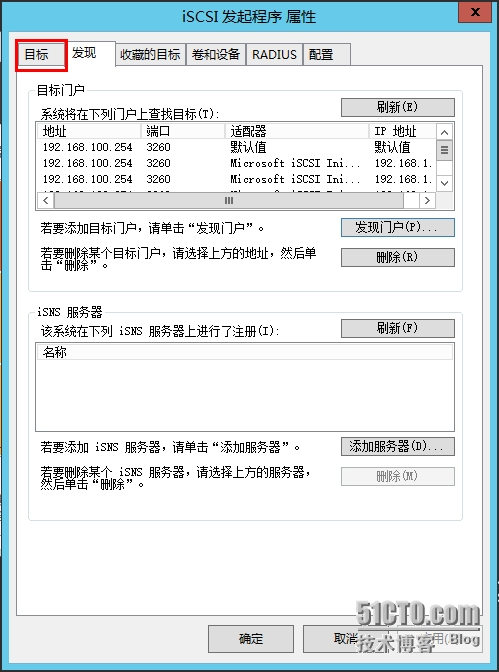 iSCSI 发起程序 属性
x
目标 发现 收藏的目标 卷和设备 RADIUS 配置
目标门户
系统将在下列门户上查找目标(T):
刷新(E)
地址 端口 适配器 IP 地址
192.168.100.254 3260 默认值 默认值
192.168.100.254 3260 Microsoft iSCSI Ini... 192.168.1.
192.168.100.254 3260 Microsoft iSCSI Ini... 192.168.1.
若要添加目标门户，请单击“发现门户”。
发现门户(P)...
若要删除某个目标门户，请选择上方的地址，然后单
击“删除”。
删除(R)
iSNS 服务器
该系统在下列 iSNS 服务器上进行了注册(I):
刷新(F)
名称
若要添加 iSNS 服务器，请单击“添加服务器”。
添加服务器(D)...
若要删除某个 iSNS 服务器，请选择上方的服务器，
然后单击“删除”。
删除(M)
确定
取消
51CTO.com
技术博客 Blog